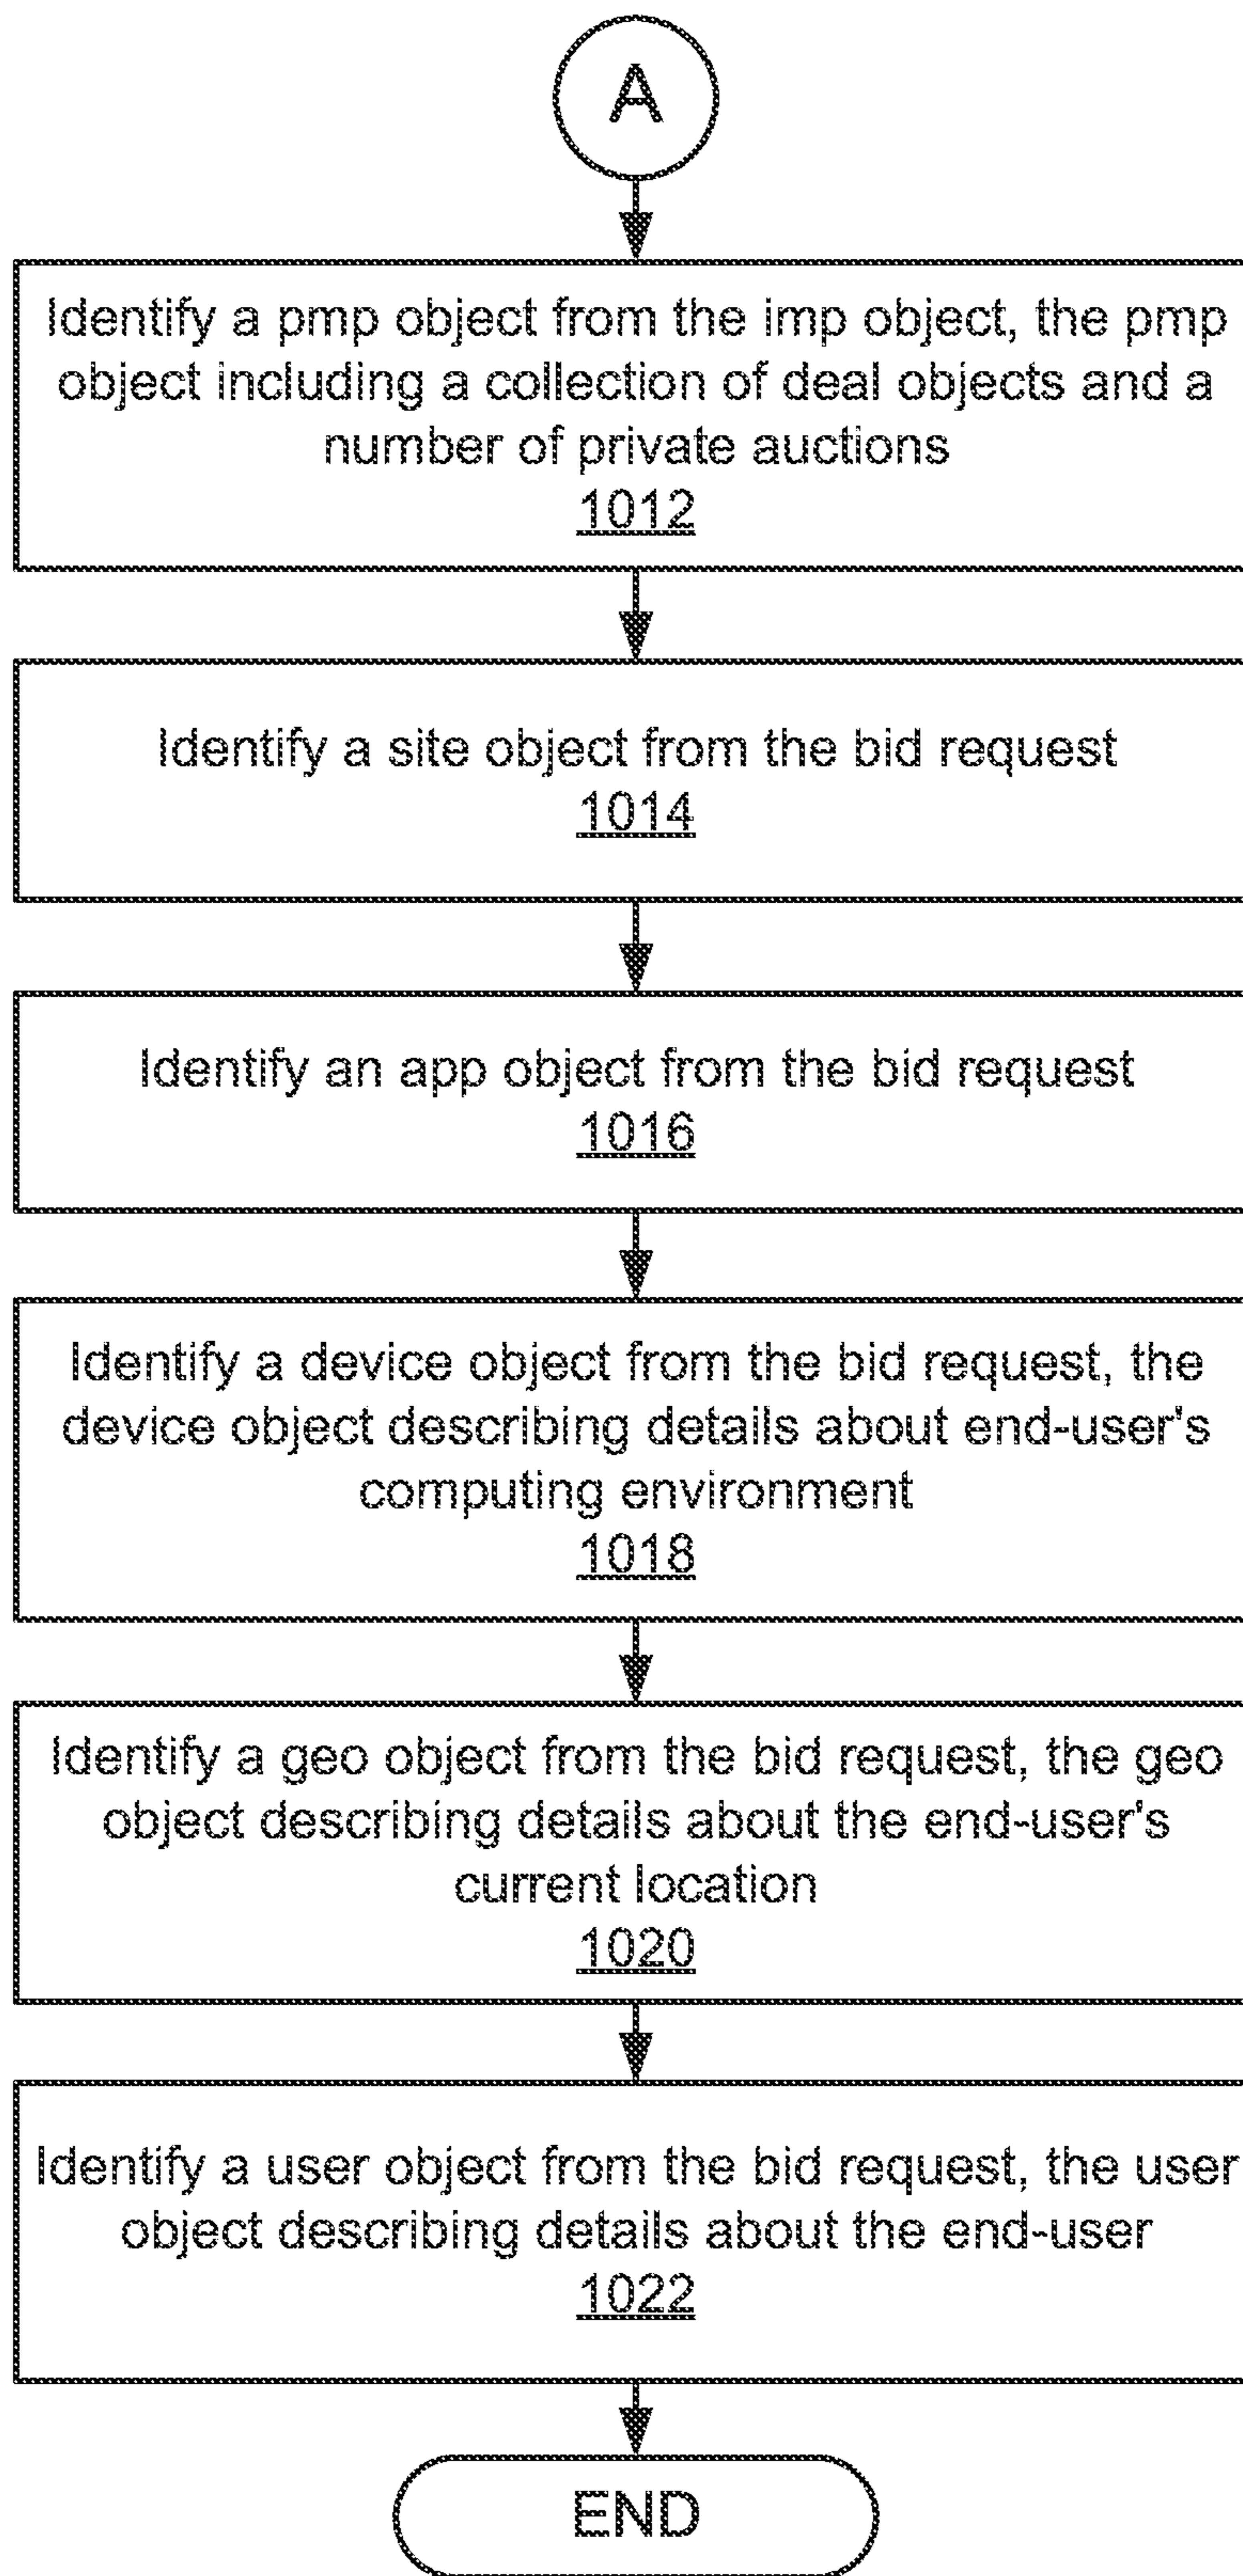 A
Identify a pmp object from the imp object, the pmp
object including a collection of deal objects and a
number of private auctions
1012
Identify a site object from the bid request
1014
Identify an app object from the bid request
1016
Identify a device object from the bid request, the
device object describing details about end-user's
computing environment
1018
Identify a geo object from the bid request, the geo
object describing details about the end-user's
current location
1020
Identify a user object from the bid request, the user
object describing details about the end-user
1022
END